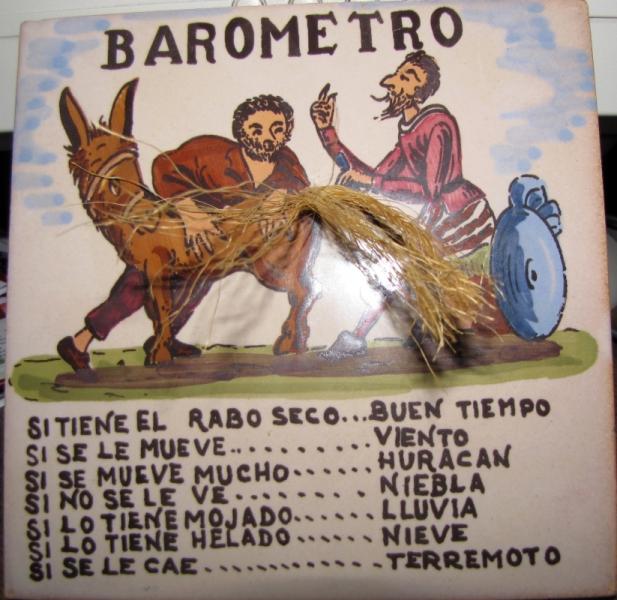 BAROMETRO
SI TIENE EL RABO SECO...BUEN TIEMPO
SI SE LE MUEVE..........VIENTO
SI SE MUEVE MUCHO......HURACAN
SI NO SE LE VE.........NIEBLA
SI LO TIENE MOJADO......LLUVIA
SI LO TIENE HELADO......NIEVE
SI SE LE CAE.............TERREMOTO